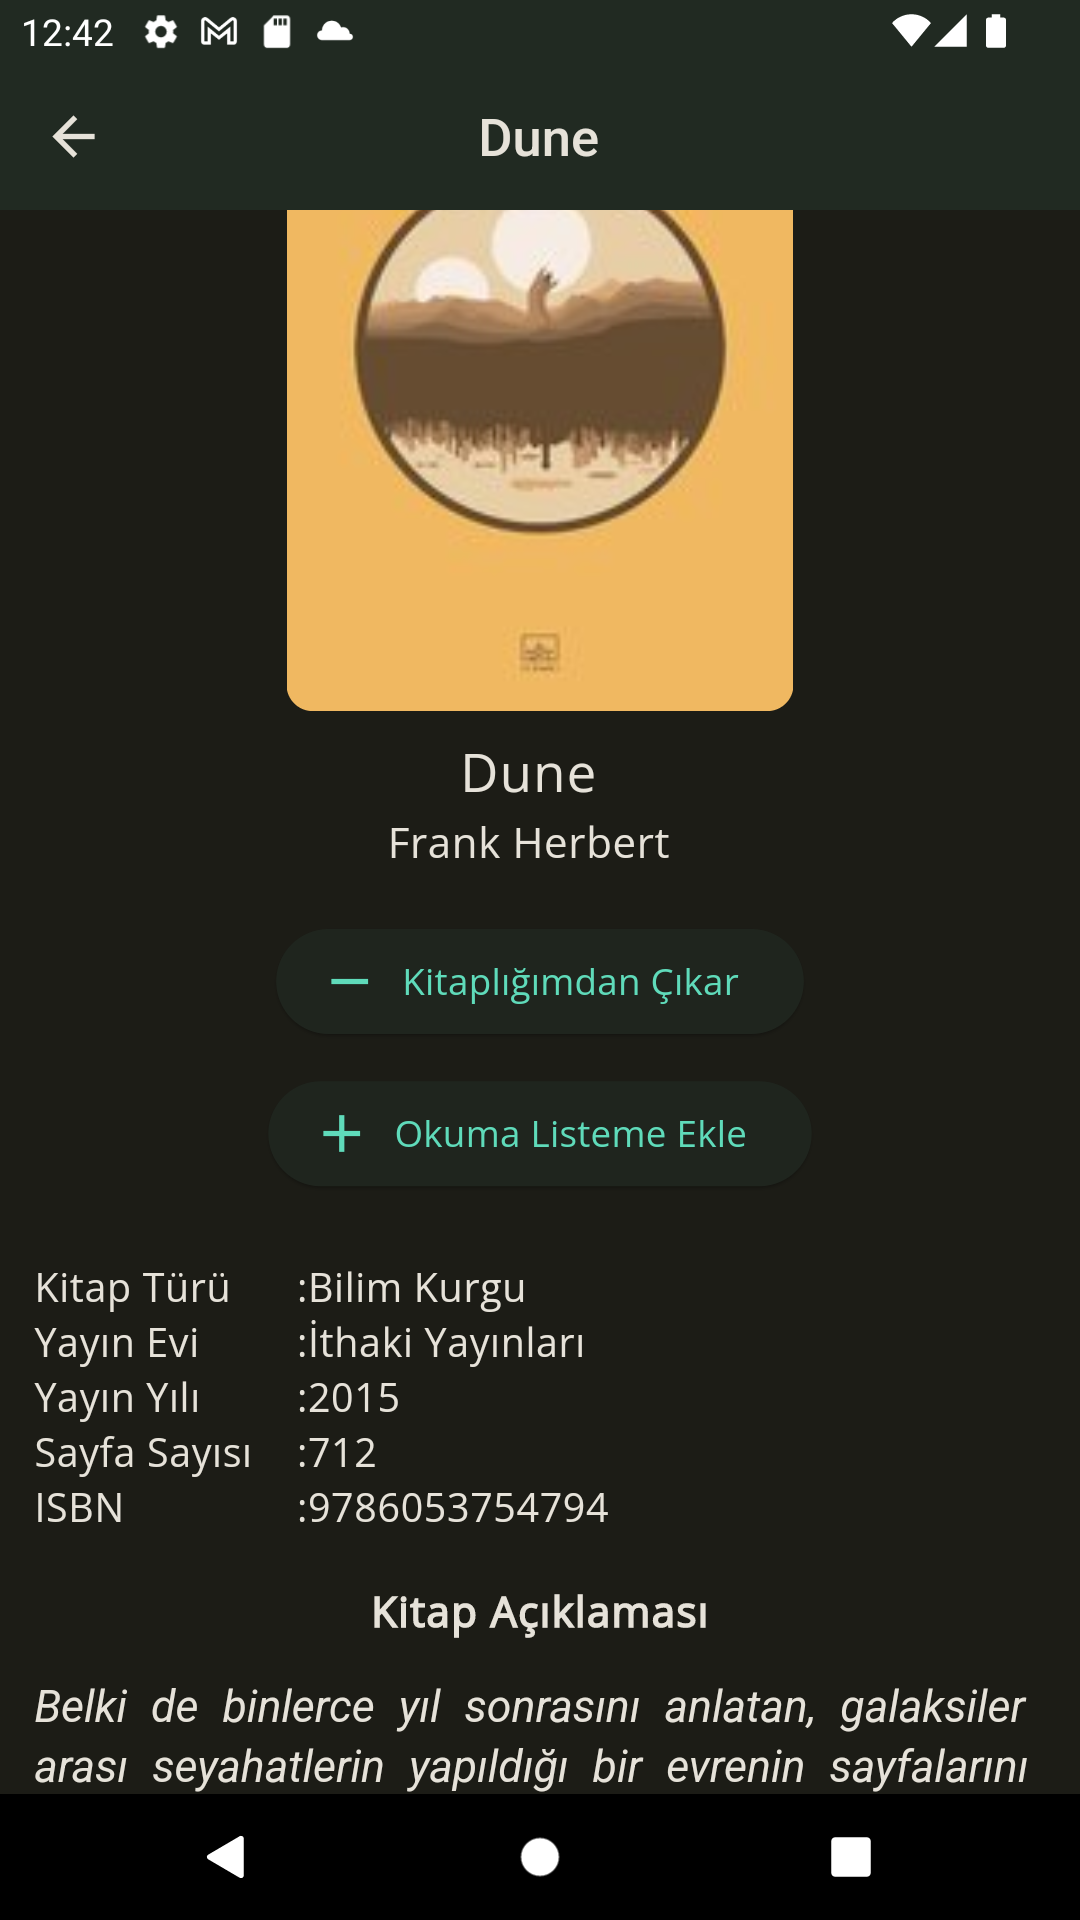 12:42
Dune
Dune
Frank Herbert
Kitaplığımdan Çıkar
Okuma Listeme Ekle
Kitap Türü :Bilim Kurgu
Yayın Evi :İthaki Yayınları
Yayın Yılı :2015
Sayfa Sayısı :712
ISBN :9786053754794
Kitap Açıklaması
Belki de binlerce yıl sonrasını anlatan, galaksiler
arası seyahatlerin yapıldığı bir evrenin sayfalarını